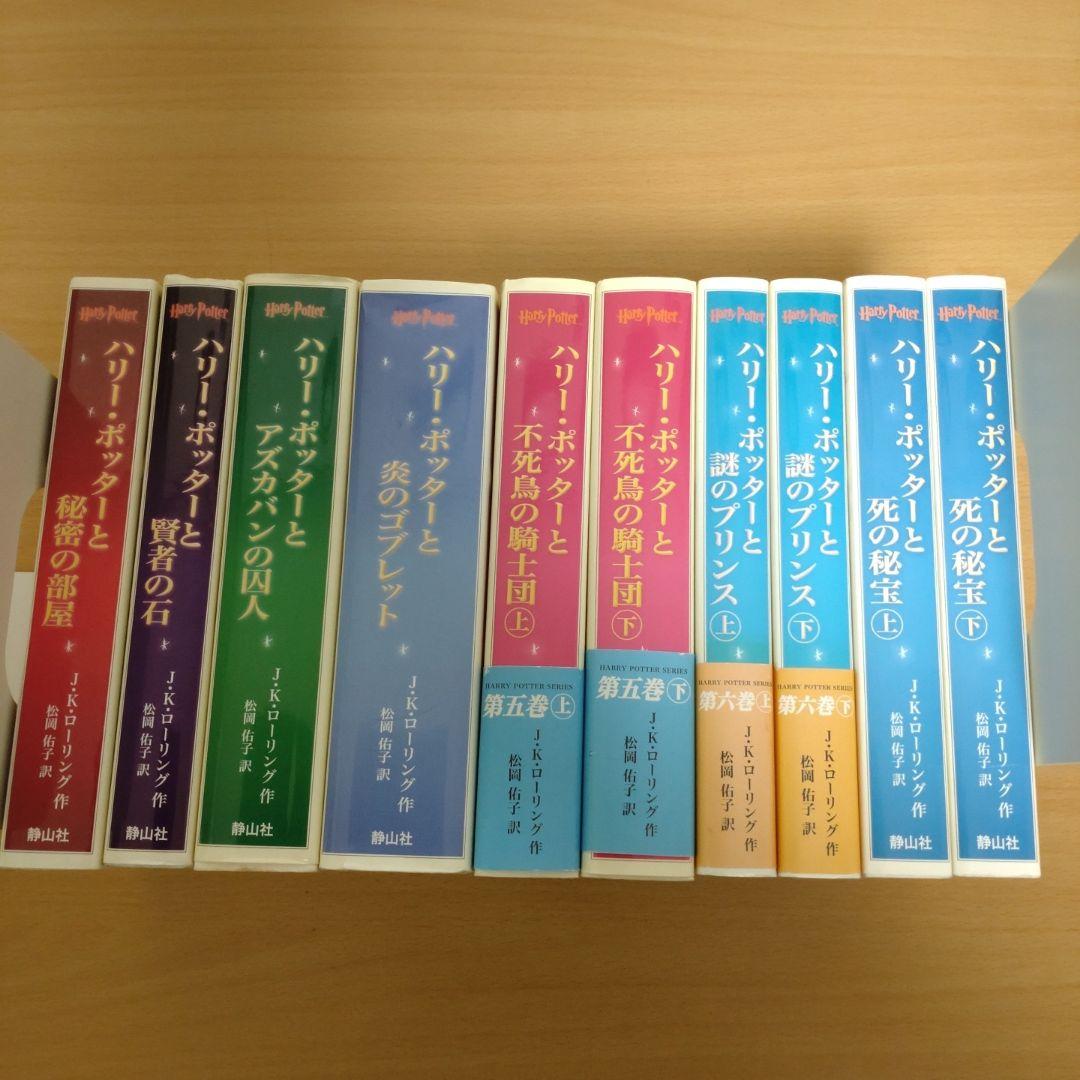 Harry Potter
ハリー・ポッターと
秘密の部屋
J・K・ローリング 作
松岡 佑子 訳
静山社
Harry Potter
ハリー・ポッターと
賢者の石
J・K・ローリング 作
松岡 佑子 訳
静山社
Harry Potter
ハリー・ポッターと
アズカバンの囚人
J・K・ローリング 作
松岡 佑子 訳
静山社
Harry Potter
ハリー・ポッターと
炎のゴブレット
J・K・ローリング 作
松岡 佑子 訳
静山社
Harry Potter
ハリー・ポッターと
不死鳥の騎士団 上
HARRY POTTER SERIES
第五巻 上
J・K・ローリング 作
松岡 佑子 訳
Harry Potter
ハリー・ポッターと
不死鳥の騎士団 下
HARRY POTTER SERIES
第五巻 下
J・K・ローリング 作
松岡 佑子 訳
Harry Potter
ハリー・ポッターと
謎のプリンス 上
HARRY POTTER SERIES
第六巻 上
J・K・ローリング 作
松岡 佑子 訳
Harry Potter
ハリー・ポッターと
謎のプリンス 下
HARRY POTTER SERIES
第六巻 下
J・K・ローリング 作
松岡 佑子 訳
Harry Potter
ハリー・ポッターと
死の秘宝 上
J・K・ローリング 作
松岡 佑子 訳
静山社
Harry Potter
ハリー・ポッターと
死の秘宝 下
J・K・ローリング 作
松岡 佑子 訳
静山社